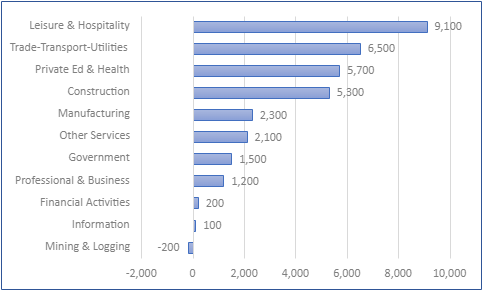 Leisure & Hospitality 9,100
Trade-Transport-Utilities 6,500
Private Ed & Health 5,700
Construction 5,300
Manufacturing 2,300
Other Services 2,100
Government 1,500
Professional & Business 1,200
Financial Activities 200
Information 100
Mining & Logging -200
-2,000 0 2,000 4,000 6,000 8,000 10,000